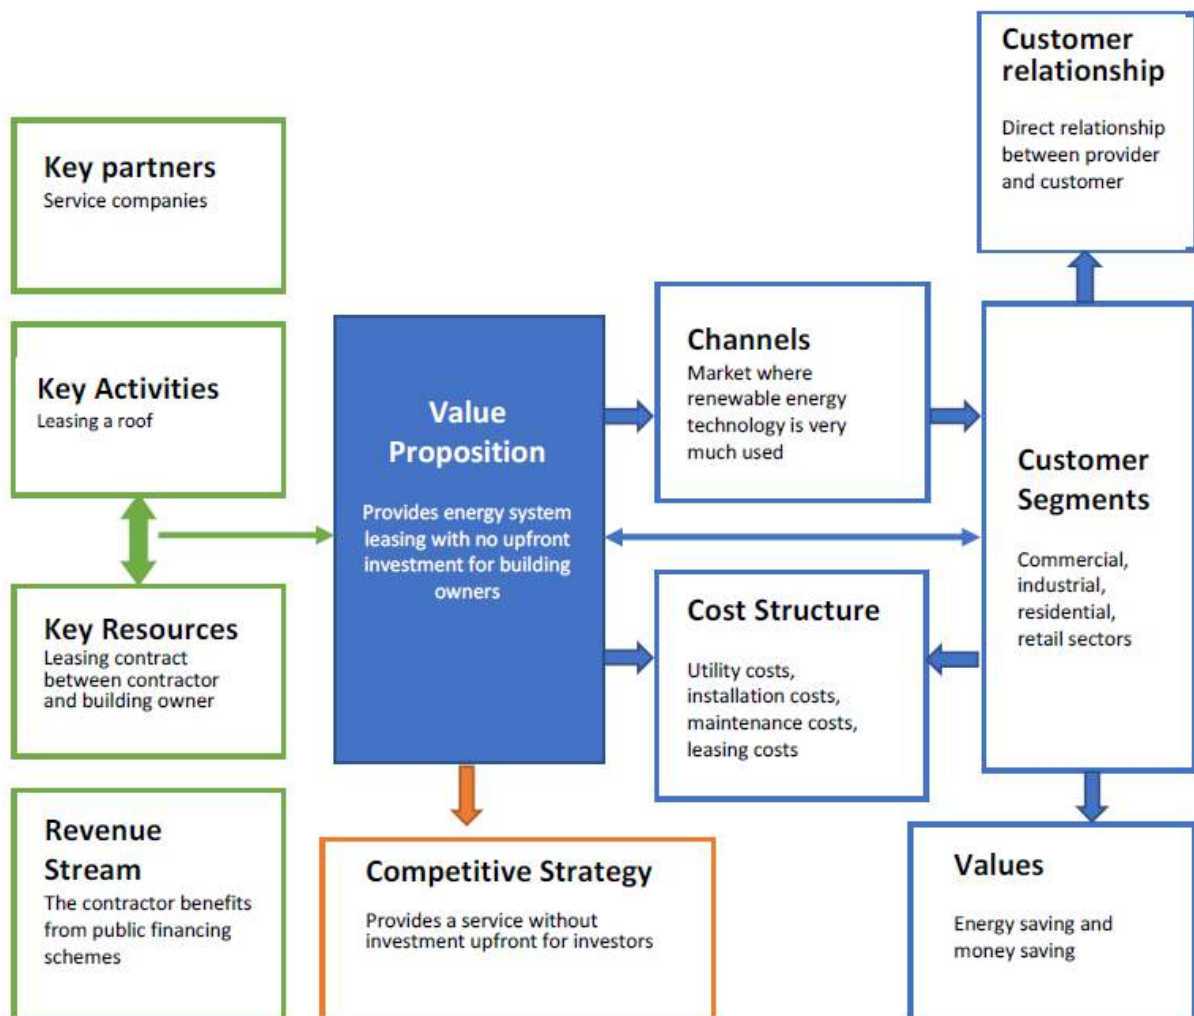 Customer
relationship
Direct relationship
between provider
and customer
Key partners
Service companies
Key Activities
Leasing a roof
Value
Proposition
Provides energy system
leasing with no upfront
investment for building
owners
Channels
Market where
renewable energy
technology is very
much used
Customer
Segments
Commercial,
industrial,
residential,
retail sectors
Key Resources
Leasing contract
between contractor
and building owner
Cost Structure
Utility costs,
installation costs,
maintenance costs,
leasing costs
Revenue
Stream
The contractor benefits
from public financing
schemes
Competitive Strategy
Provides a service without
investment upfront for investors
Values
Energy saving and
money saving